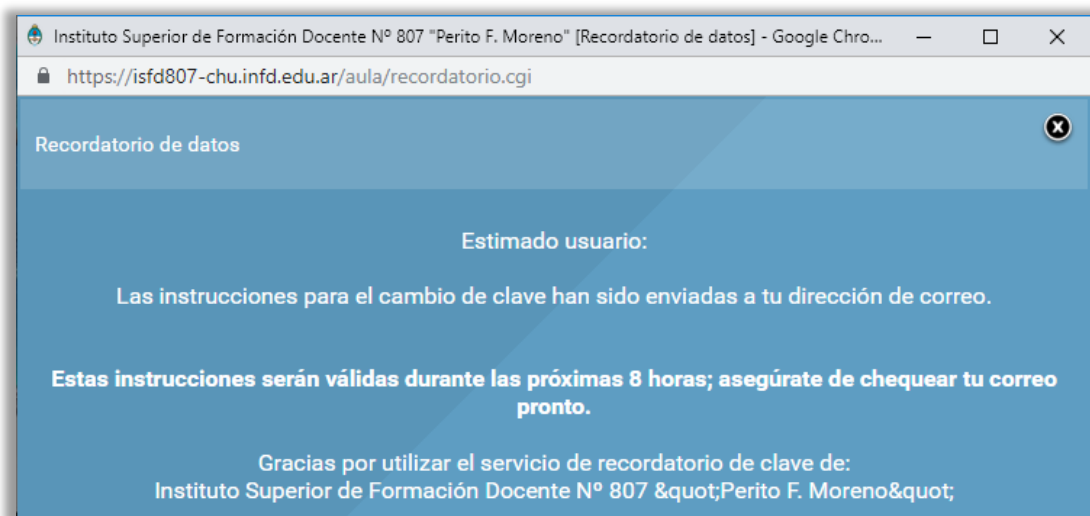 Instituto Superior de Formación Docente Nº 807 "Perito F. Moreno" [Recordatorio de datos] - Google Chro...
https://isfd807-chu.infd.edu.ar/aula/recordatorio.cgi
Recordatorio de datos
Estimado usuario:
Las instrucciones para el cambio de clave han sido enviadas a tu dirección de correo.
Estas instrucciones serán válidas durante las próximas 8 horas; asegúrate de chequear tu correo
pronto.
Gracias por utilizar el servicio de recordatorio de clave de:
Instituto Superior de Formación Docente Nº 807 &quot;Perito F. Moreno&quot;